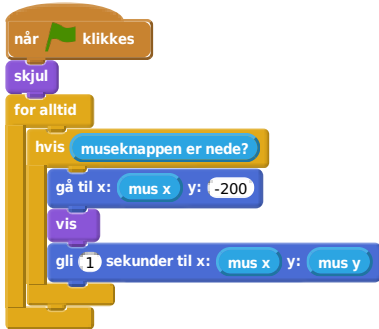 når klikkes
skjul
for alltid
hvis museknappen er nede?
gå til x: mus x y: -200
vis
gli 1 sekunder til x: mus x y: mus y